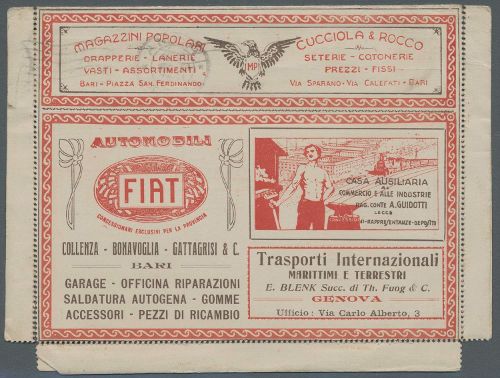 MAGAZZINI POPOLARI
DRAPPERIE - LANERIE
VASTI - ASSORTIMENTI
BARI - PIAZZA SAN FERDINANDO
MP
CUCCIOLA & ROCCO
SETERIE - COTONERIE
PREZZI - FISSI
VIA SPARANO - VIA CALEFATI - BARI
AUTOMOBILI
FIAT
CONCESSIONARI ESCLUSIVI PER LA PROVINCIA
COLLENZA - BONAVOGLIA - GATTAGRISI & C.
BARI
GARAGE - OFFICINA RIPARAZIONI
SALDATURA AUTOGENA - GOMME
ACCESSORI - PEZZI DI RICAMBIO
CASA AUSILIARIA
AI
COMMERCIO E ALLE INDUSTRIE
RAG. CONTE A. GUIDOTTI
LECCE
Trasporti Internazionali
MARITTIMI E TERRESTRI
E. BLENK Succ. di Th. Fuog & C.
GENOVA
Ufficio: Via Carlo Alberto, 3